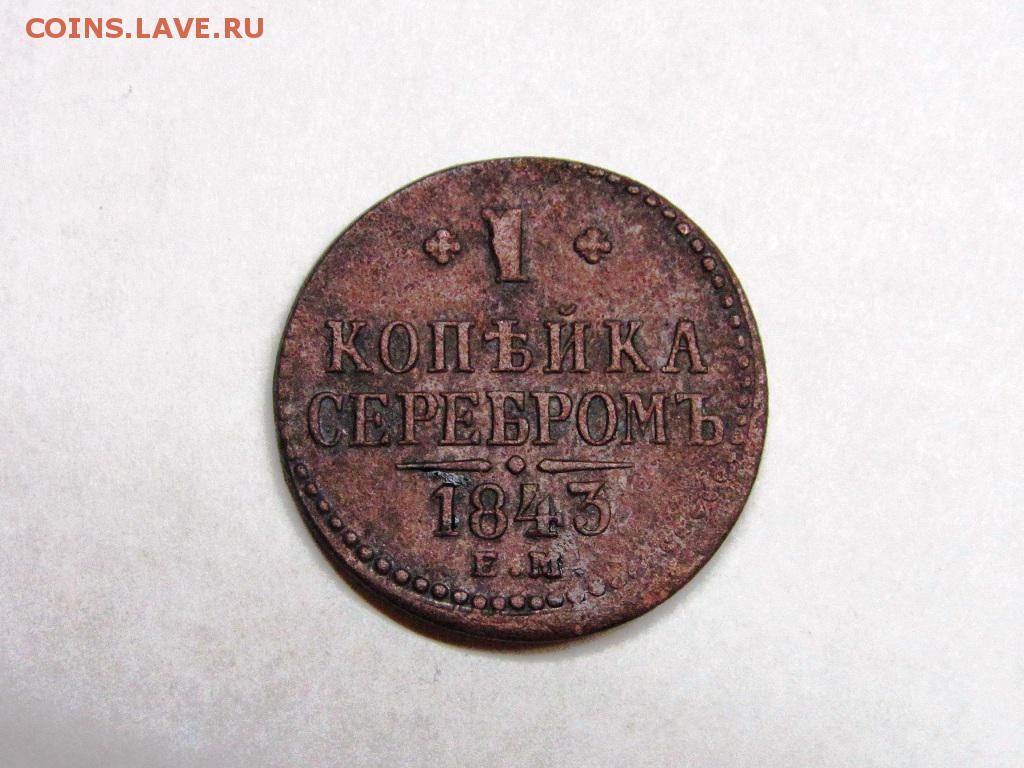 COINS.LAVE.RU
1
КОПѢЙКА
СЕРЕБРОМЪ.
1843
Е.М.